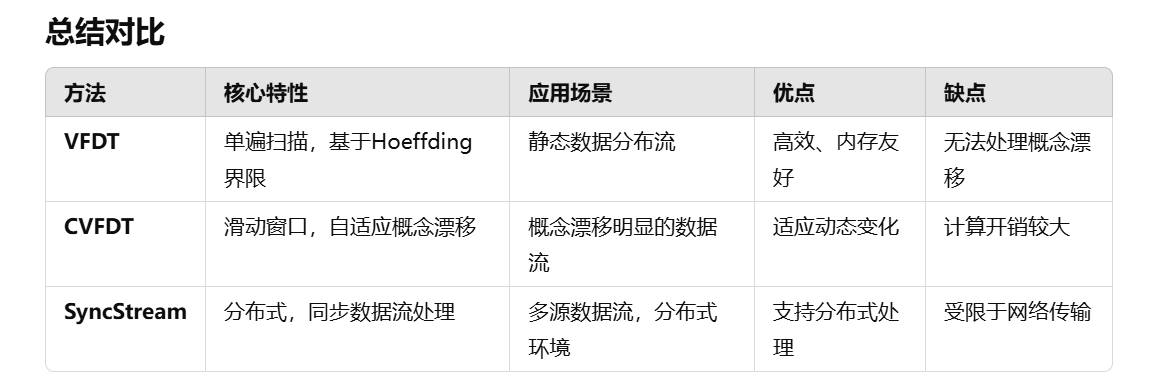 总结对比
方法 核心特性 应用场景 优点 缺点
VFDT 单遍扫描，基于Hoeffding 静态数据分布流 高效、内存友 无法处理概念漂
界限 好 移
CVFDT 滑动窗口，自适应概念漂移 概念漂移明显的数据 适应动态变化 计算开销较大
流
SyncStream 分布式，同步数据流处理 多源数据流，分布式 支持分布式处 受限于网络传输
环境 理